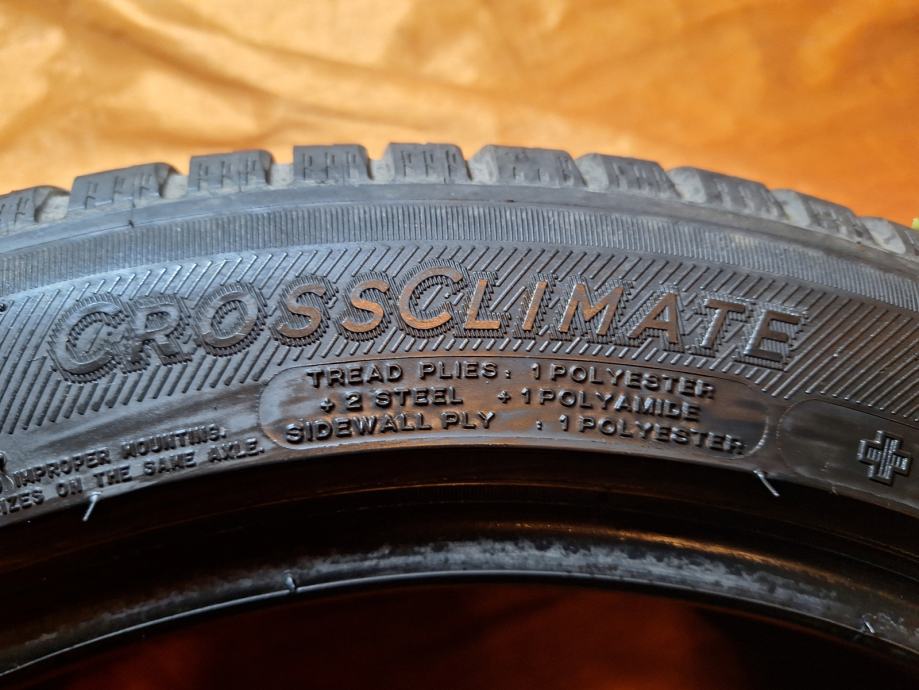 CROSSCLIMATE
TREAD PLIES: 1 POLYESTER
+ 2 STEEL + 1 POLYAMIDE
SIDEWALL PLY : 1 POLYESTER
IMPROPER MOUNTING.
ON THE SAME AXLE.